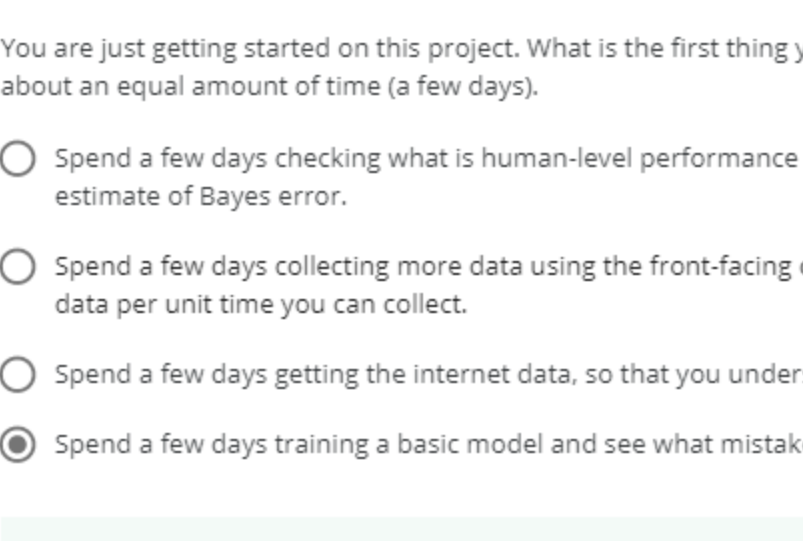 You are just getting started on this project. What is the first thing
about an equal amount of time (a few days).
Spend a few days checking what is human-level performance
estimate of Bayes error.
Spend a few days collecting more data using the front-facing
data per unit time you can collect.
Spend a few days getting the internet data, so that you
Spend a few days training a basic model and see what